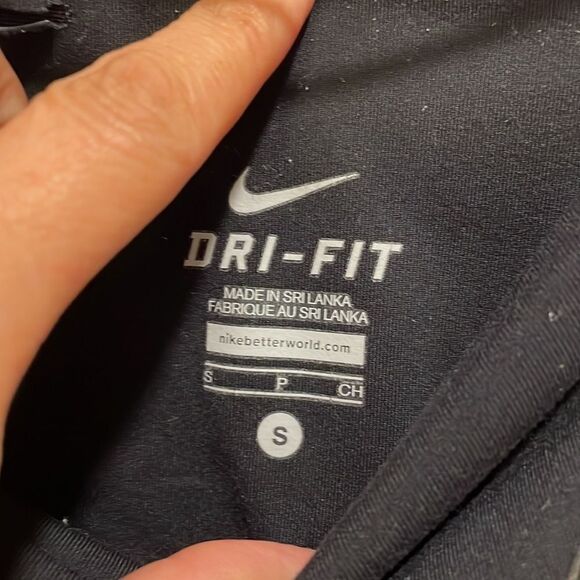 DRI-FIT
MADE IN SRI LANKA
FABRIQUE AU SRI LANKA
nikebetterworld.com
S P CH
S